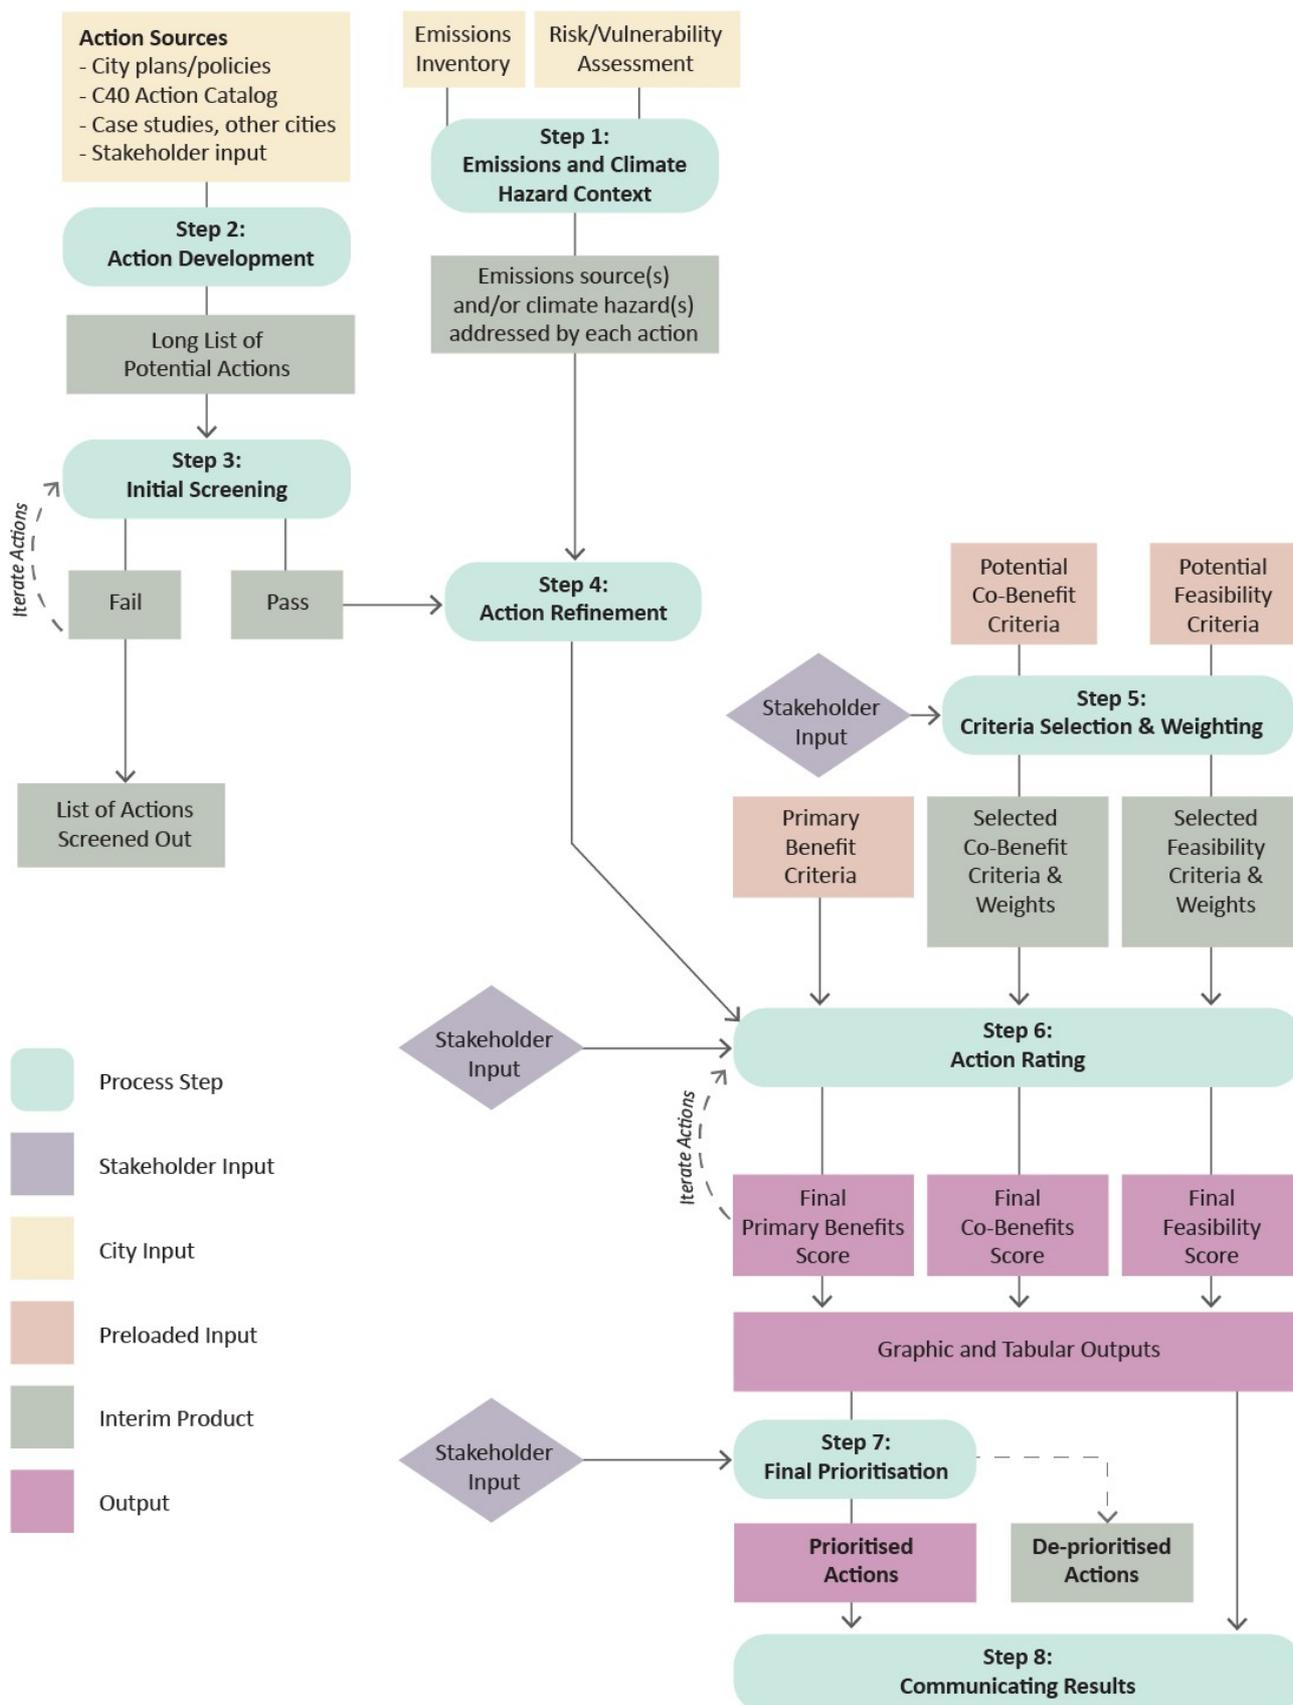 Action Sources
- City plans/policies
- C40 Action Catalog
- Case studies, other cities
- Stakeholder input
Emissions
Inventory
Risk/Vulnerability
Assessment
Step 1:
Emissions and Climate
Hazard Context
Step 2:
Action Development
Emissions source(s)
and/or climate hazard(s)
addressed by each action
Long List of
Potential Actions
Step 3:
Initial Screening
Iterate Actions
Fail
Pass
Step 4:
Action Refinement
List of Actions
Screened Out
Potential
Co-Benefit
Criteria
Potential
Feasibility
Criteria
Stakeholder
Input
Step 5:
Criteria Selection & Weighting
Primary
Benefit
Criteria
Selected
Co-Benefit
Criteria &
Weights
Selected
Feasibility
Criteria &
Weights
Stakeholder
Input
Step 6:
Action Rating
Iterate Actions
Final
Primary Benefits
Score
Final
Co-Benefits
Score
Final
Feasibility
Score
Graphic and Tabular Outputs
Stakeholder
Input
Step 7:
Final Prioritisation
Prioritised
Actions
De-prioritised
Actions
Step 8:
Communicating Results
Process Step
Stakeholder Input
City Input
Preloaded Input
Interim Product
Output